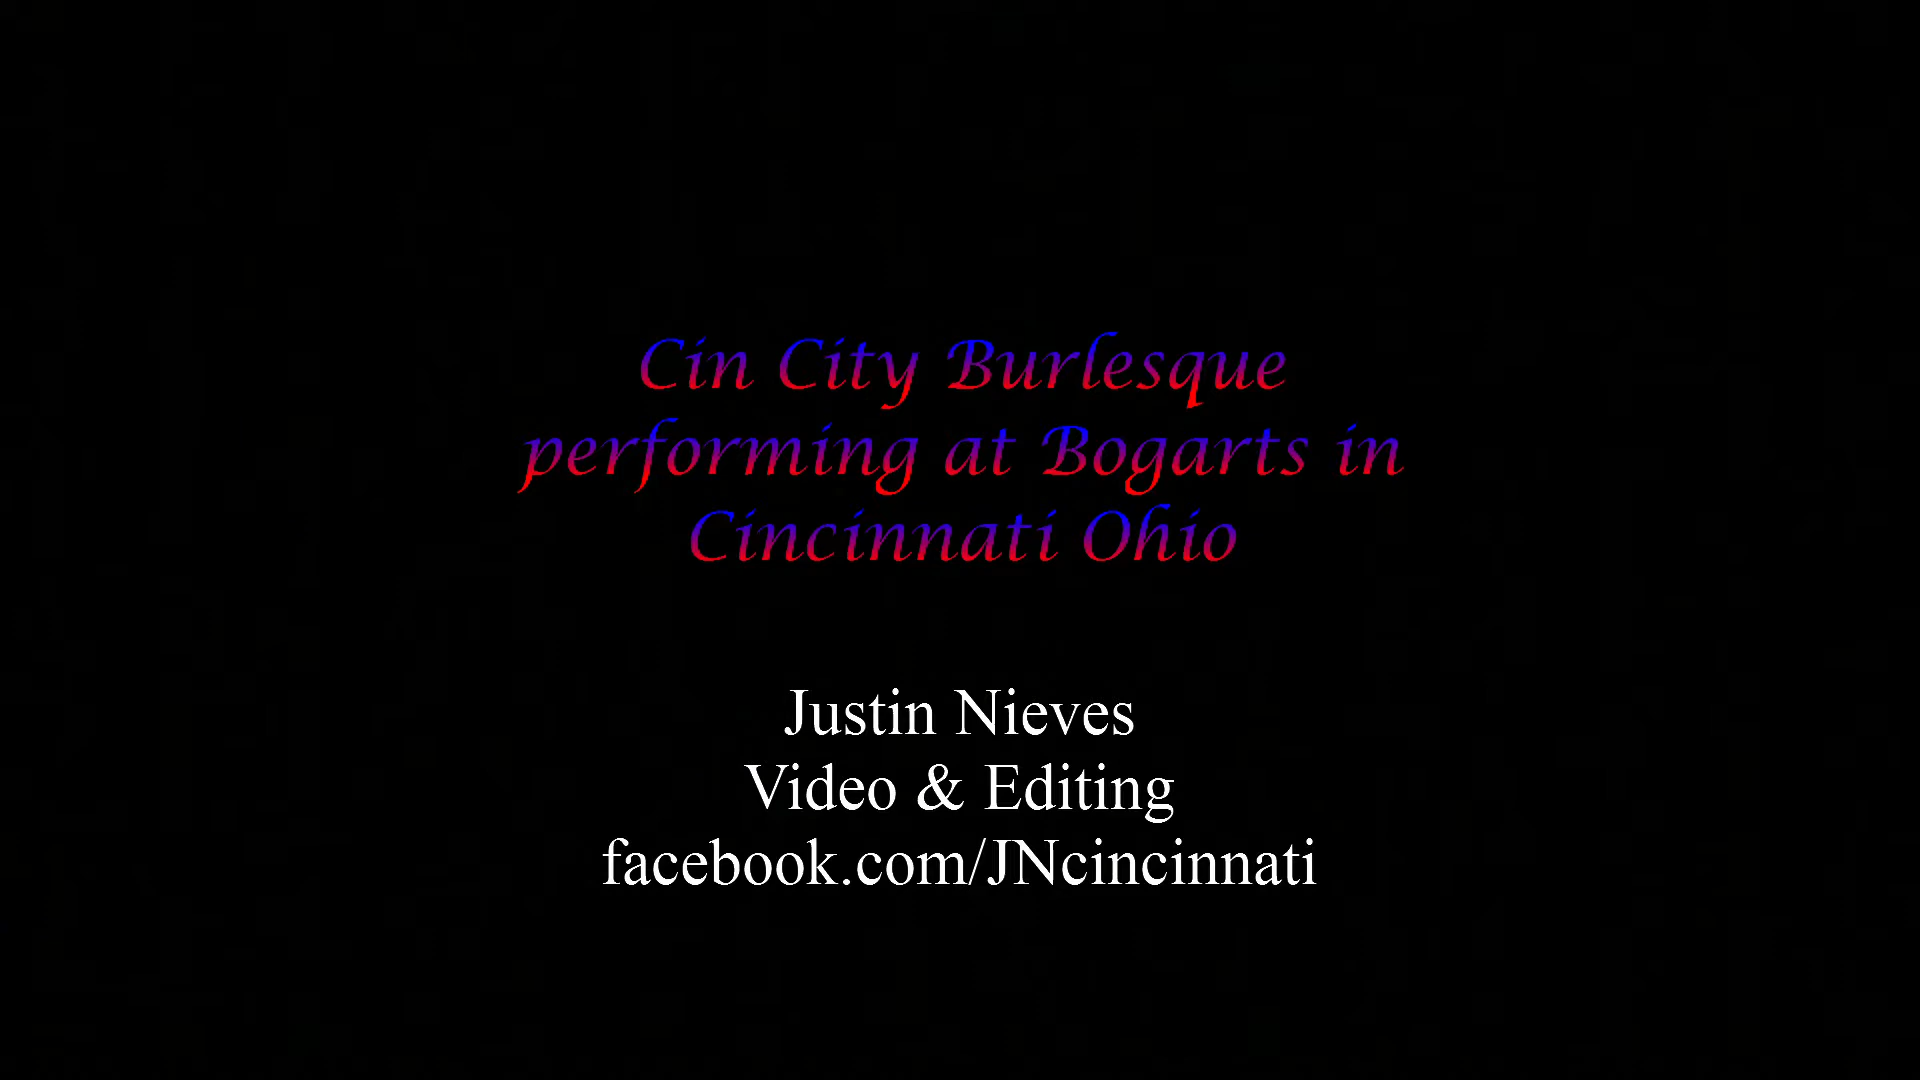 Cin City Burlesque
performing at Bogarts in
Cincinnati Ohio
Justin Nieves
Video & Editing
facebook.com/JNcincinnati